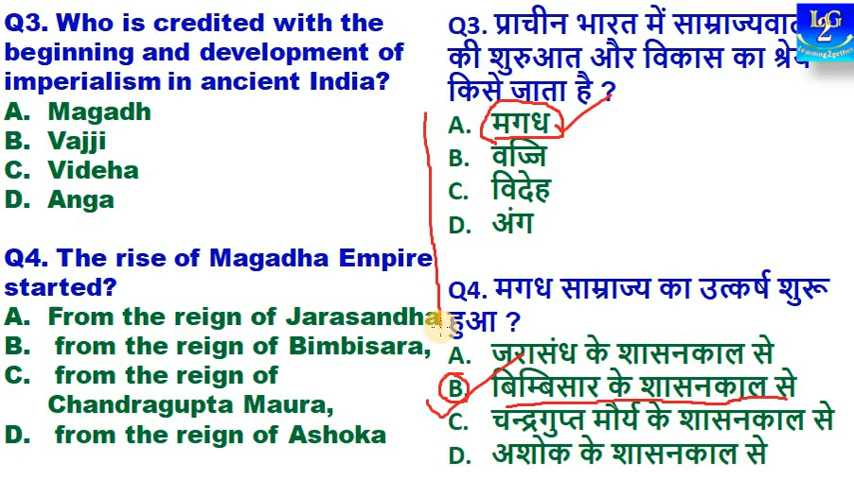 Q3. Who is credited with the
beginning and development of
imperialism in ancient India?
A. Magadh
B. Vajji
C. Videha
D. Anga
Q4. The rise of Magadha Empire
started?
A. From the reign of Jarasandha
B. from the reign of Bimbisara,
C. from the reign of
Chandragupta Maura,
D. from the reign of Ashoka
Q3. प्राचीन भारत में
की शुरुआत और विकास का
किसे जाता है ?
A. मगध
B. वज्जि
C. विदेह
D. अंग
Q4. मगध साम्राज्य का उत्कर्ष शुरू
हुआ ?
A. जरासंध के शासनकाल से
B. बिम्बिसार के शासनकाल से
C. चन्द्रगुप्त मौर्य के शासनकाल से
D. अशोक के शासनकाल से
L2G
Learning2gether